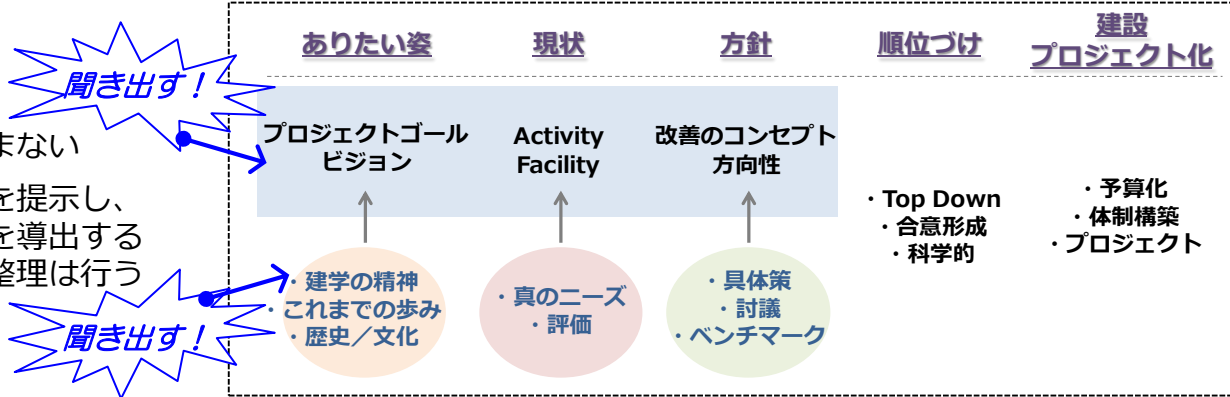 ありたい姿
現状
方針
順位づけ
建設
プロジェクト化
聞き出す！
まない
を提示し、
を導出する
整理は行う
聞き出す！
プロジェクトゴール
ビジョン
Activity
Facility
改善のコンセプト
方向性
・建学の精神
・これまでの歩み
・歴史／文化
・真のニーズ
・評価
・具体策
・討議
・ベンチマーク
・Top Down
・合意形成
・科学的
・予算化
・体制構築
・プロジェクト